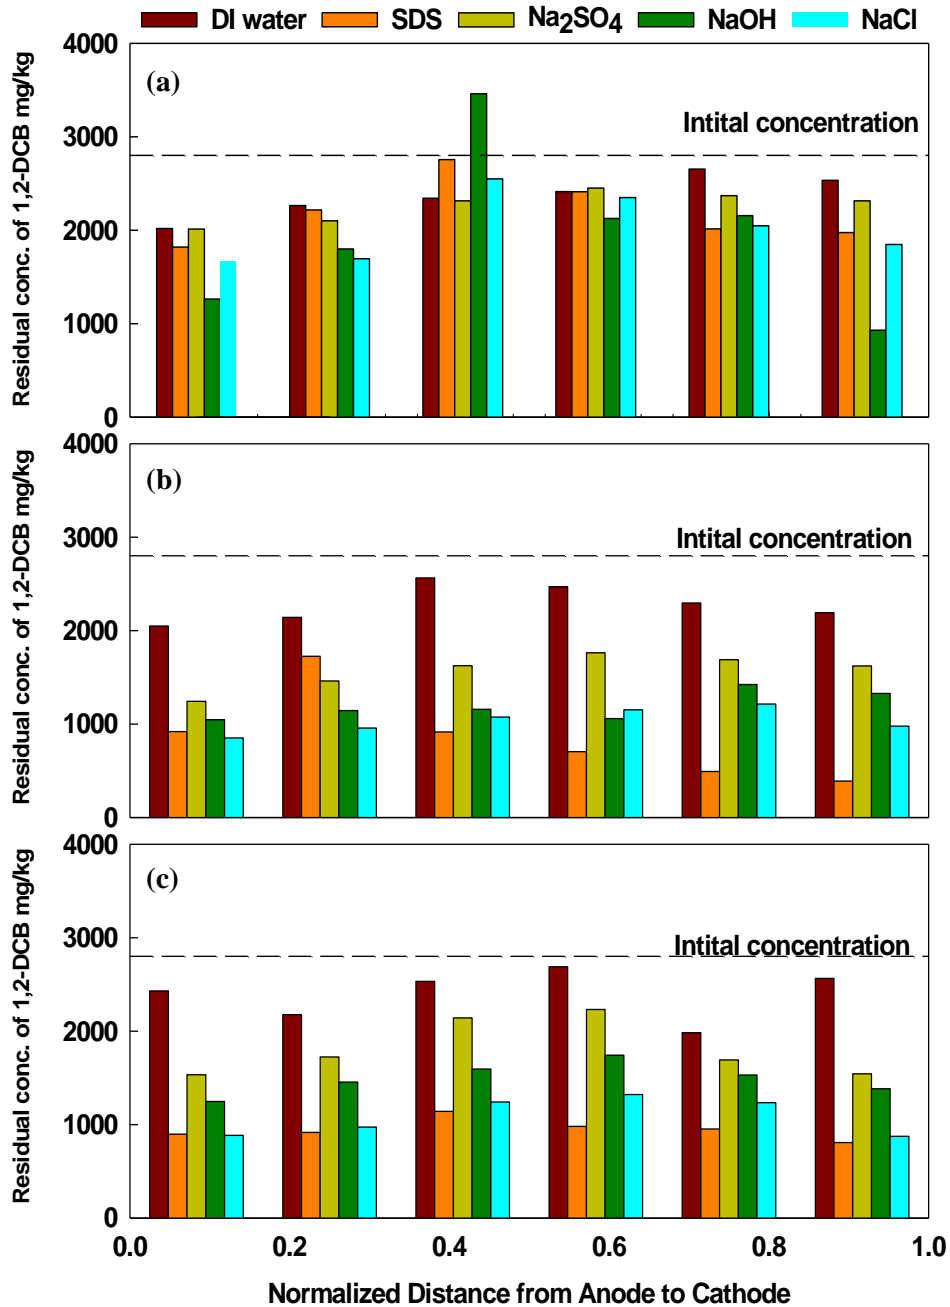 DI water SDS Na2SO4 NaOH NaCl
4000
(a)
Intital concentration
3000
2000
1000
0
Residual conc. of 1,2-DCB mg/kg
4000
(b)
3000
Intital concentration
2000
1000
0
Residual conc. of 1,2-DCB mg/kg
4000
(c)
3000
Intital concentration
2000
1000
0
Residual conc. of 1,2-DCB mg/kg
0.0 0.2 0.4 0.6 0.8 1.0
Normalized Distance from Anode to Cathode